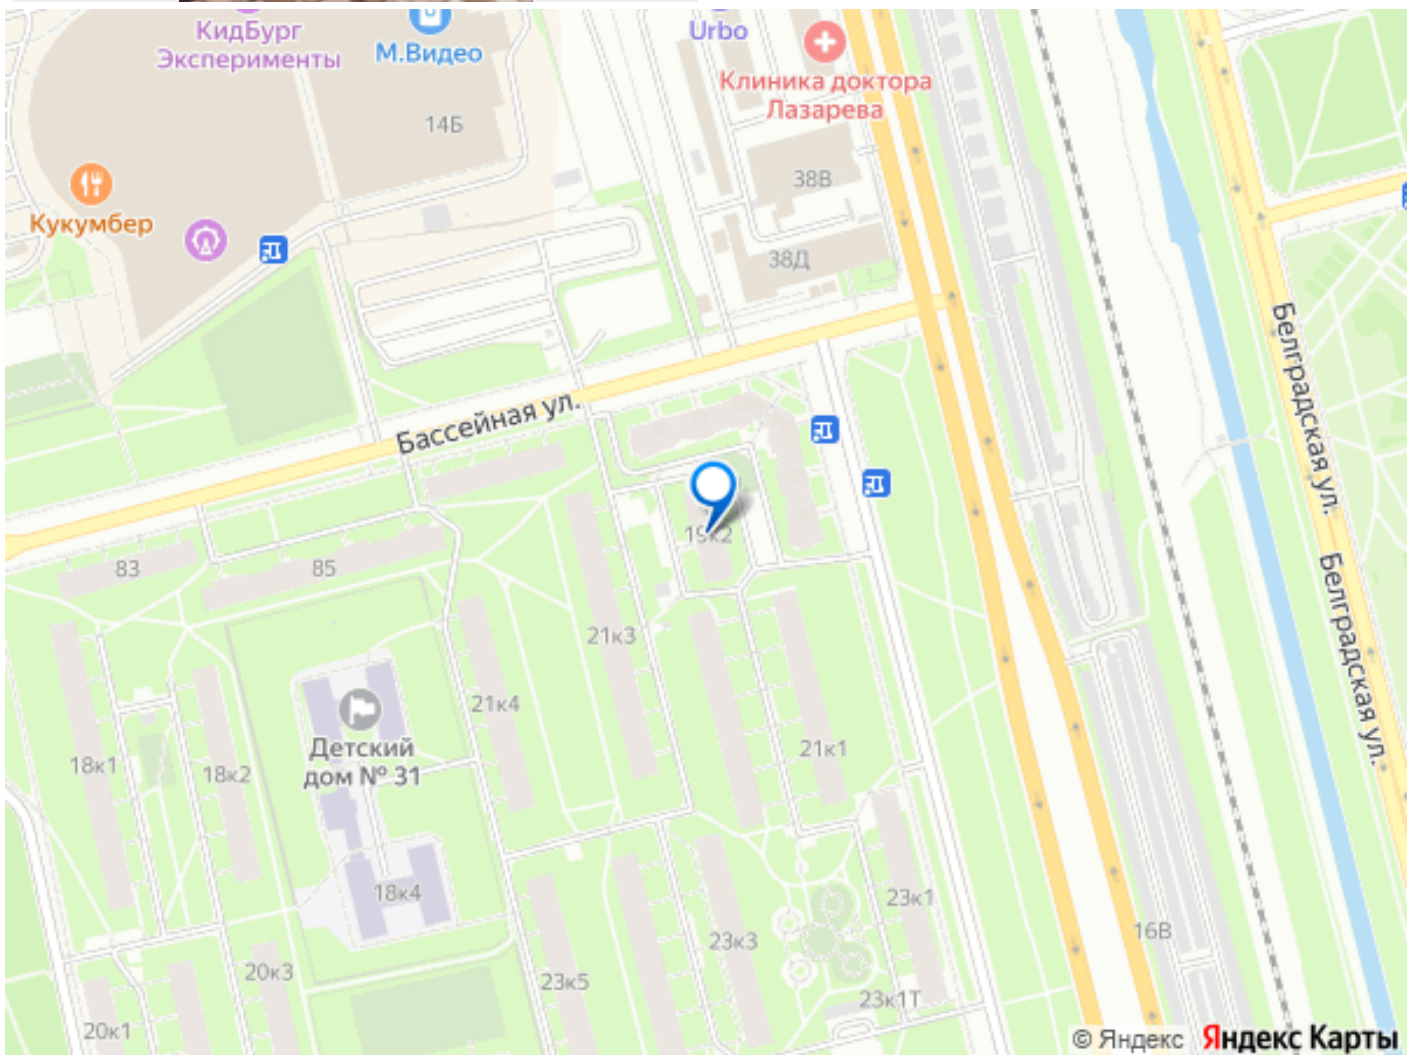 КидБург
Эксперименты
М.Видео
Urbo
Клиника доктора
Лазарева
14Б
38В
Кукумбер
38Д
Белградская ул.
Бассейная ул.
19к2
83
85
21к3
Белградская ул.
21к4
Детский
дом № 31
21к1
18к1
18к2
18к4
23к1
16В
23к3
20к3
23к5
23к1Т
20к1
© Яндекс Яндекс Карты